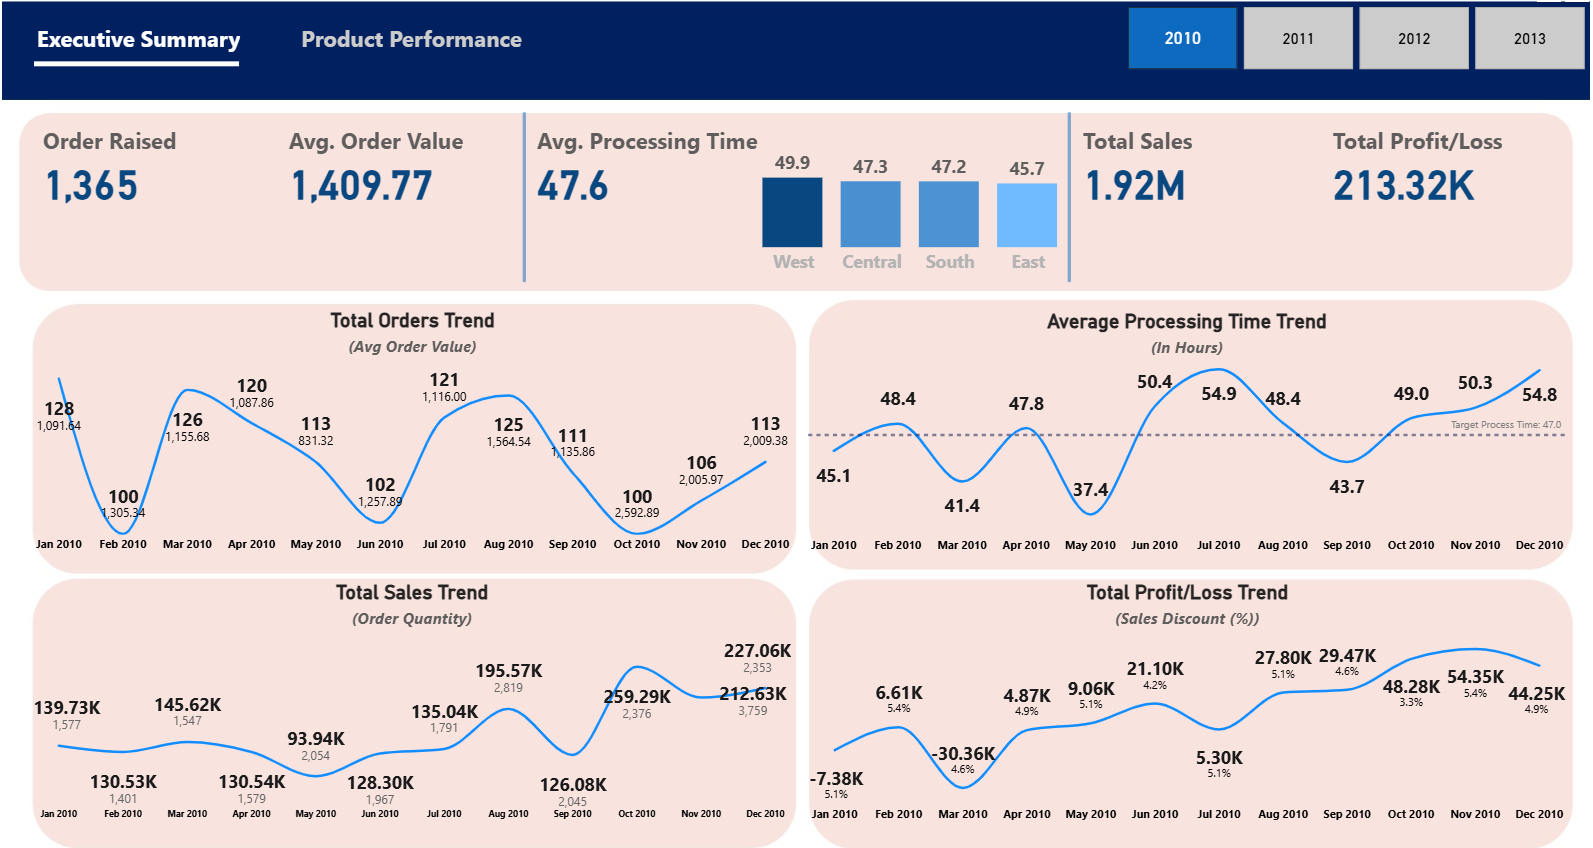 Executive Summary Product Performance 2010 2011 2012 2013
Order Raised Avg. Order Value Avg. Processing Time Total Sales Total Profit/Loss
1,365 1,409.77 47.6 1.92M 213.32K
49.9 47.3 47.2 45.7
West Central South East
Total Orders Trend
(Avg Order Value)
128
1,091.64
100
1,305.34
126
1,155.68
120
1,087.86
113
831.32
102
1,257.89
121
1,116.00
125
1,564.54
111
1,135.86
100
2,592.89
106
2,005.97
113
2,009.38
Jan 2010 Feb 2010 Mar 2010 Apr 2010 May 2010 Jun 2010 Jul 2010 Aug 2010 Sep 2010 Oct 2010 Nov 2010 Dec 2010
Average Processing Time Trend
(In Hours)
45.1 48.4 41.4 47.8 37.4 50.4 54.9 48.4 43.7 49.0 50.3 54.8
Target Process Time: 47.0
Jan 2010 Feb 2010 Mar 2010 Apr 2010 May 2010 Jun 2010 Jul 2010 Aug 2010 Sep 2010 Oct 2010 Nov 2010 Dec 2010
Total Sales Trend
(Order Quantity)
139.73K
1,577
130.53K
1,401
145.62K
1,547
130.54K
1,579
93.94K
2,054
128.30K
1,967
135.04K
1,791
195.57K
2,819
126.08K
2,045
259.29K
2,376
212.63K
3,759
227.06K
2,353
Jan 2010 Feb 2010 Mar 2010 Apr 2010 May 2010 Jun 2010 Jul 2010 Aug 2010 Sep 2010 Oct 2010 Nov 2010 Dec 2010
Total Profit/Loss Trend
(Sales Discount (%))
-7.38K
5.1%
6.61K
5.4%
-30.36K
4.6%
4.87K
4.9%
9.06K
5.1%
21.10K
4.2%
5.30K
5.1%
27.80K
5.1%
29.47K
4.6%
48.28K
3.3%
54.35K
5.4%
44.25K
4.9%
Jan 2010 Feb 2010 Mar 2010 Apr 2010 May 2010 Jun 2010 Jul 2010 Aug 2010 Sep 2010 Oct 2010 Nov 2010 Dec 2010